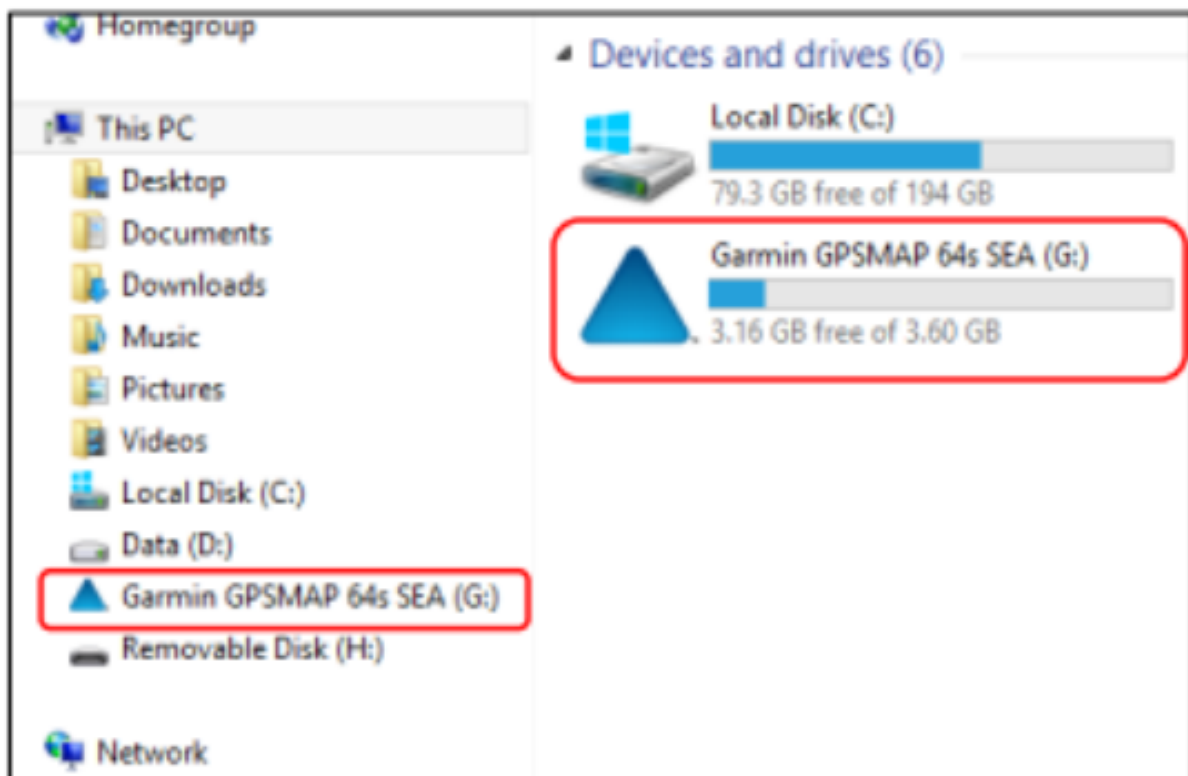 Homegroup
This PC
Desktop
Documents
Downloads
Music
Pictures
Videos
Local Disk (C:)
Data (D:)
Garmin GPSMAP 64s SEA (G:)
Removable Disk (H:)
Network
Devices and drives (6)
Local Disk (C:)
79.3 GB free of 194 GB
Garmin GPSMAP 64s SEA (G:)
3.16 GB free of 3.60 GB